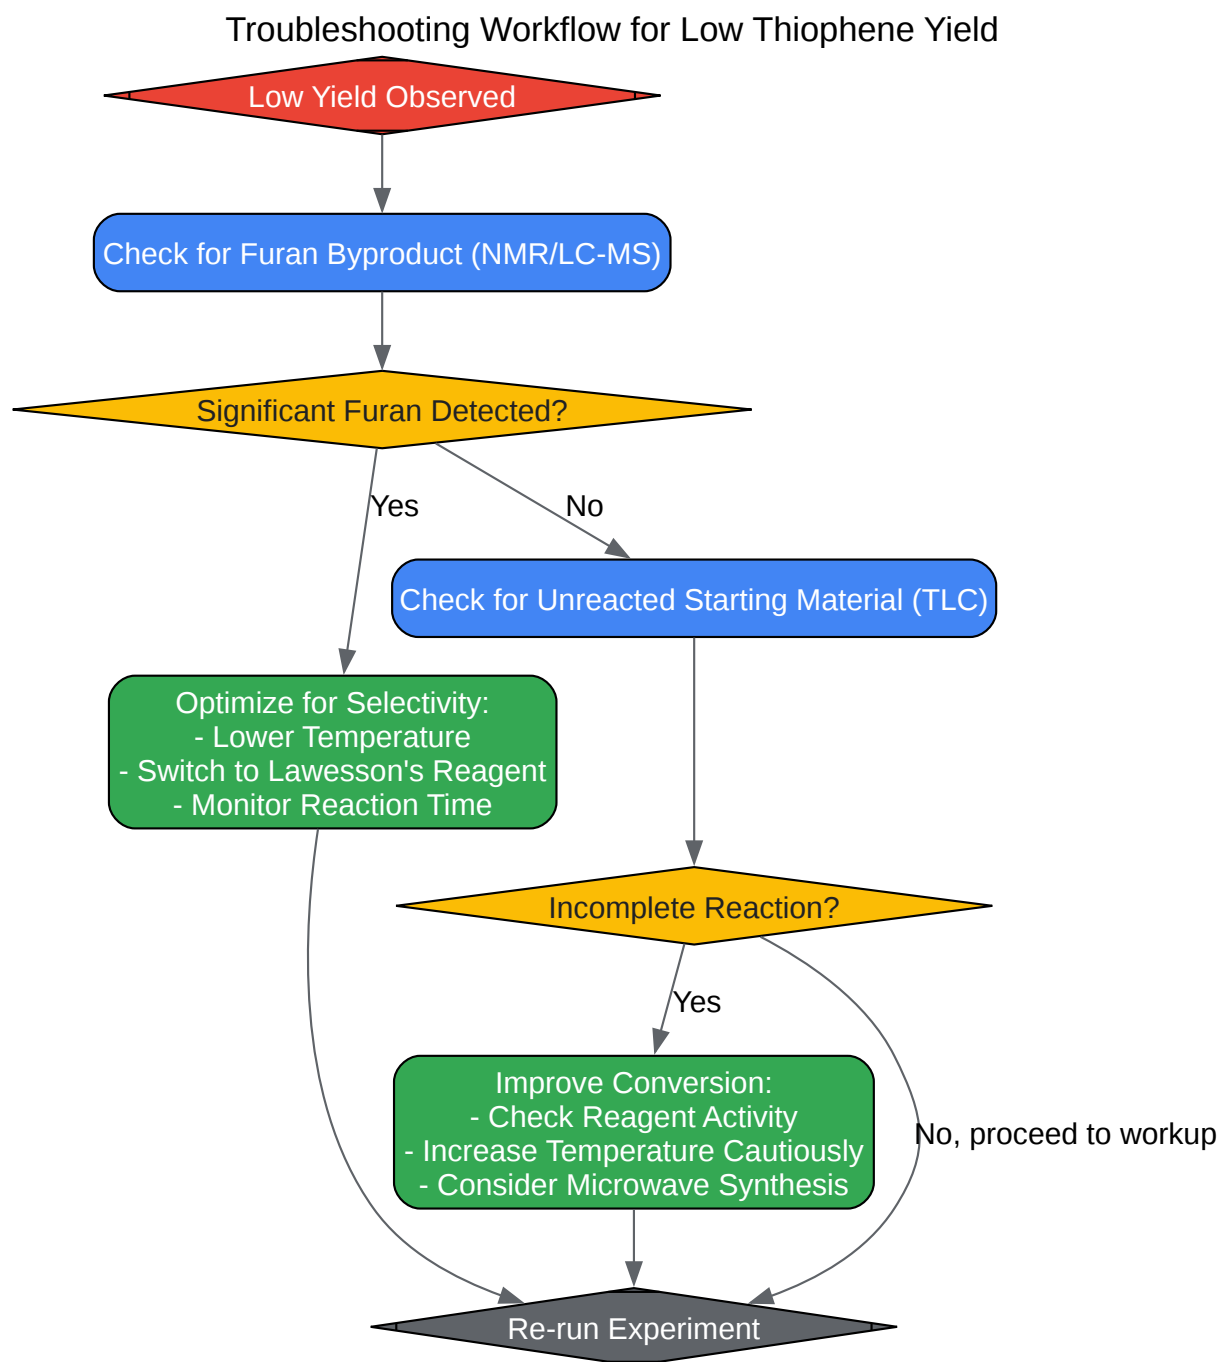 Troubleshooting Workflow for Low Thiophene Yield
Low Yield Observed
Check for Furan Byproduct (NMR/LC-MS)
Significant Furan Detected?
Yes
No
Check for Unreacted Starting Material (TLC)
Optimize for Selectivity:
- Lower Temperature
- Switch to Lawesson's Reagent
- Monitor Reaction Time
Incomplete Reaction?
Yes
Improve Conversion:
- Check Reagent Activity
- Increase Temperature Cautiously
- Consider Microwave Synthesis
No, proceed to workup
Re-run Experiment